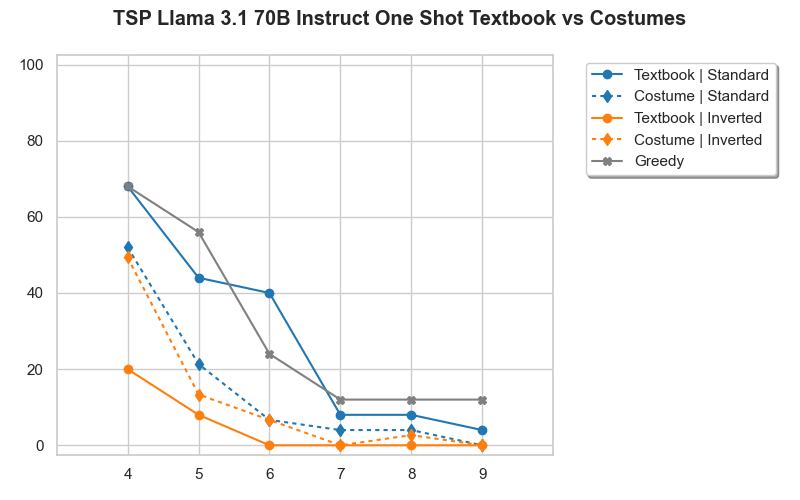 TSP Llama 3.1 70B Instruct One Shot Textbook vs Costumes
100
80
60
40
20
0
4 5 6 7 8 9
Textbook | Standard
Costume | Standard
Textbook | Inverted
Costume | Inverted
Greedy